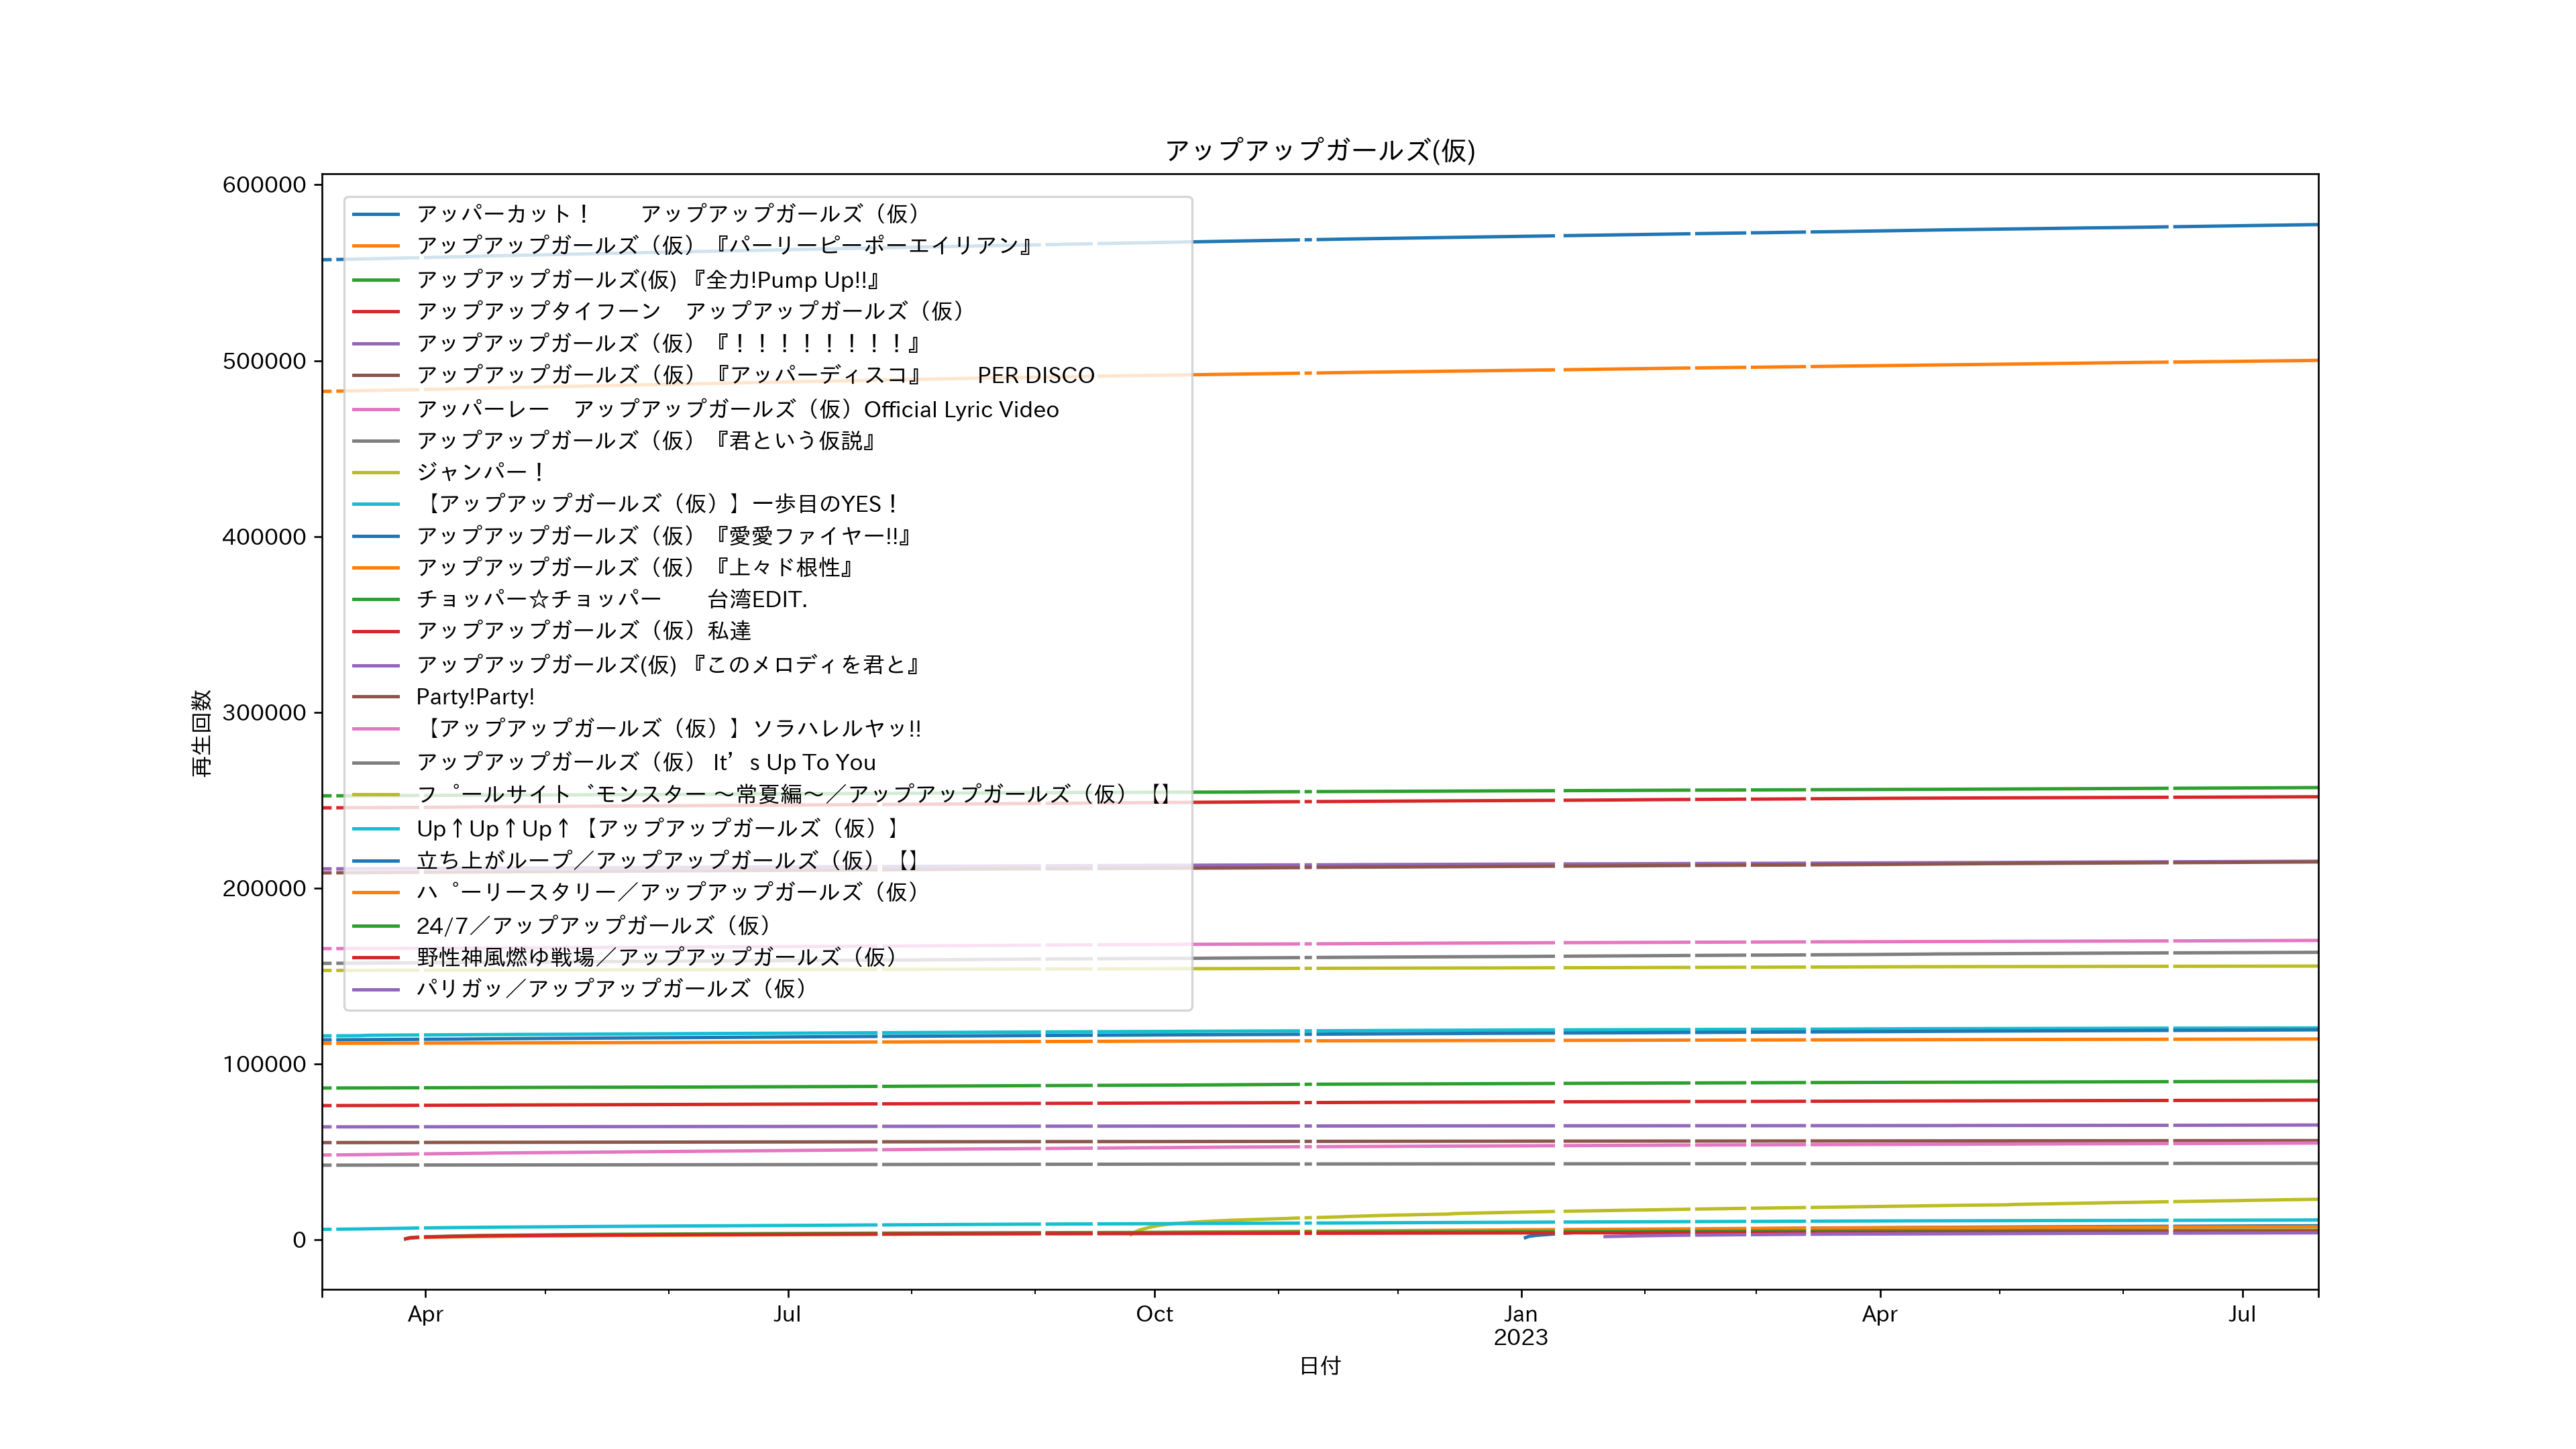 アップアップガールズ(仮)
600000
500000
400000
300000
200000
100000
0
再生回数
アッパーカット！　　アップアップガールズ（仮）
アップアップガールズ（仮）『パーリーピーポーエイリアン』
アップアップガールズ(仮) 『全力!Pump Up!!』
アップアップタイフーン　アップアップガールズ（仮）
アップアップガールズ（仮）『！！！！！！！！』
アップアップガールズ（仮）『アッパーディスコ』　　PER DISCO
アッパーレー　アップアップガールズ（仮）Official Lyric Video
アップアップガールズ（仮）『君という仮説』
ジャンパー！
【アップアップガールズ（仮）】一歩目のYES！
アップアップガールズ（仮）『愛愛ファイヤー!!』
アップアップガールズ（仮）『上々ド根性』
チョッパー☆チョッパー　　台湾EDIT.
アップアップガールズ（仮）私達
アップアップガールズ(仮) 『このメロディを君と』
Party!Party!
【アップアップガールズ（仮）】ソラハレルヤッ!!
アップアップガールズ（仮） It’s Up To You
フ゜ールサイト゛モンスター ～常夏編～／アップアップガールズ（仮）【】
Up↑Up↑Up↑【アップアップガールズ（仮）】
立ち上がループ／アップアップガールズ（仮）【】
ハ゜ーリースタリー／アップアップガールズ（仮）
24/7／アップアップガールズ（仮）
野性神風燃ゆ戦場／アップアップガールズ（仮）
パリガッ／アップアップガールズ（仮）
Apr
Jul
Oct
Jan
2023
Apr
Jul
日付